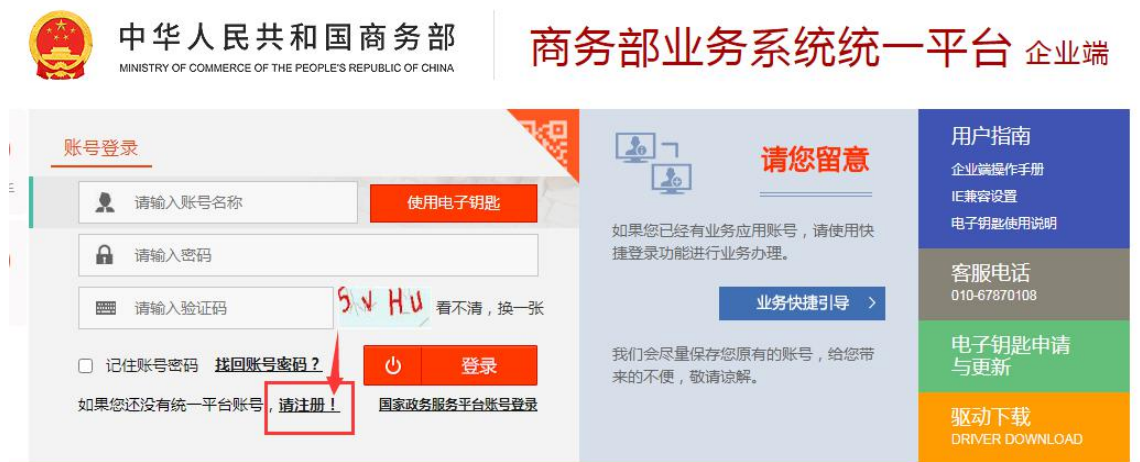 中华人民共和国商务部
MINISTRY OF COMMERCE OF THE PEOPLE'S REPUBLIC OF CHINA
商务部业务系统统一平台 企业端
账号登录
请输入账号名称
使用电子钥匙
请输入密码
请输入验证码
S v H u
看不清，换一张
记住账号密码 找回账号密码？
登录
如果您还没有统一平台账号，请注册！
国家政务服务平台账号登录
请您留意
如果您已经有业务应用账号，请使用快
捷登录功能进行业务办理。
业务快捷引导 >
我们会尽量保存您原有的账号，给您带
来的不便，敬请谅解。
用户指南
企业端操作手册
IE兼容设置
电子钥匙使用说明
客服电话
010-67870108
电子钥匙申请
与更新
驱动下载
DRIVER DOWNLOAD